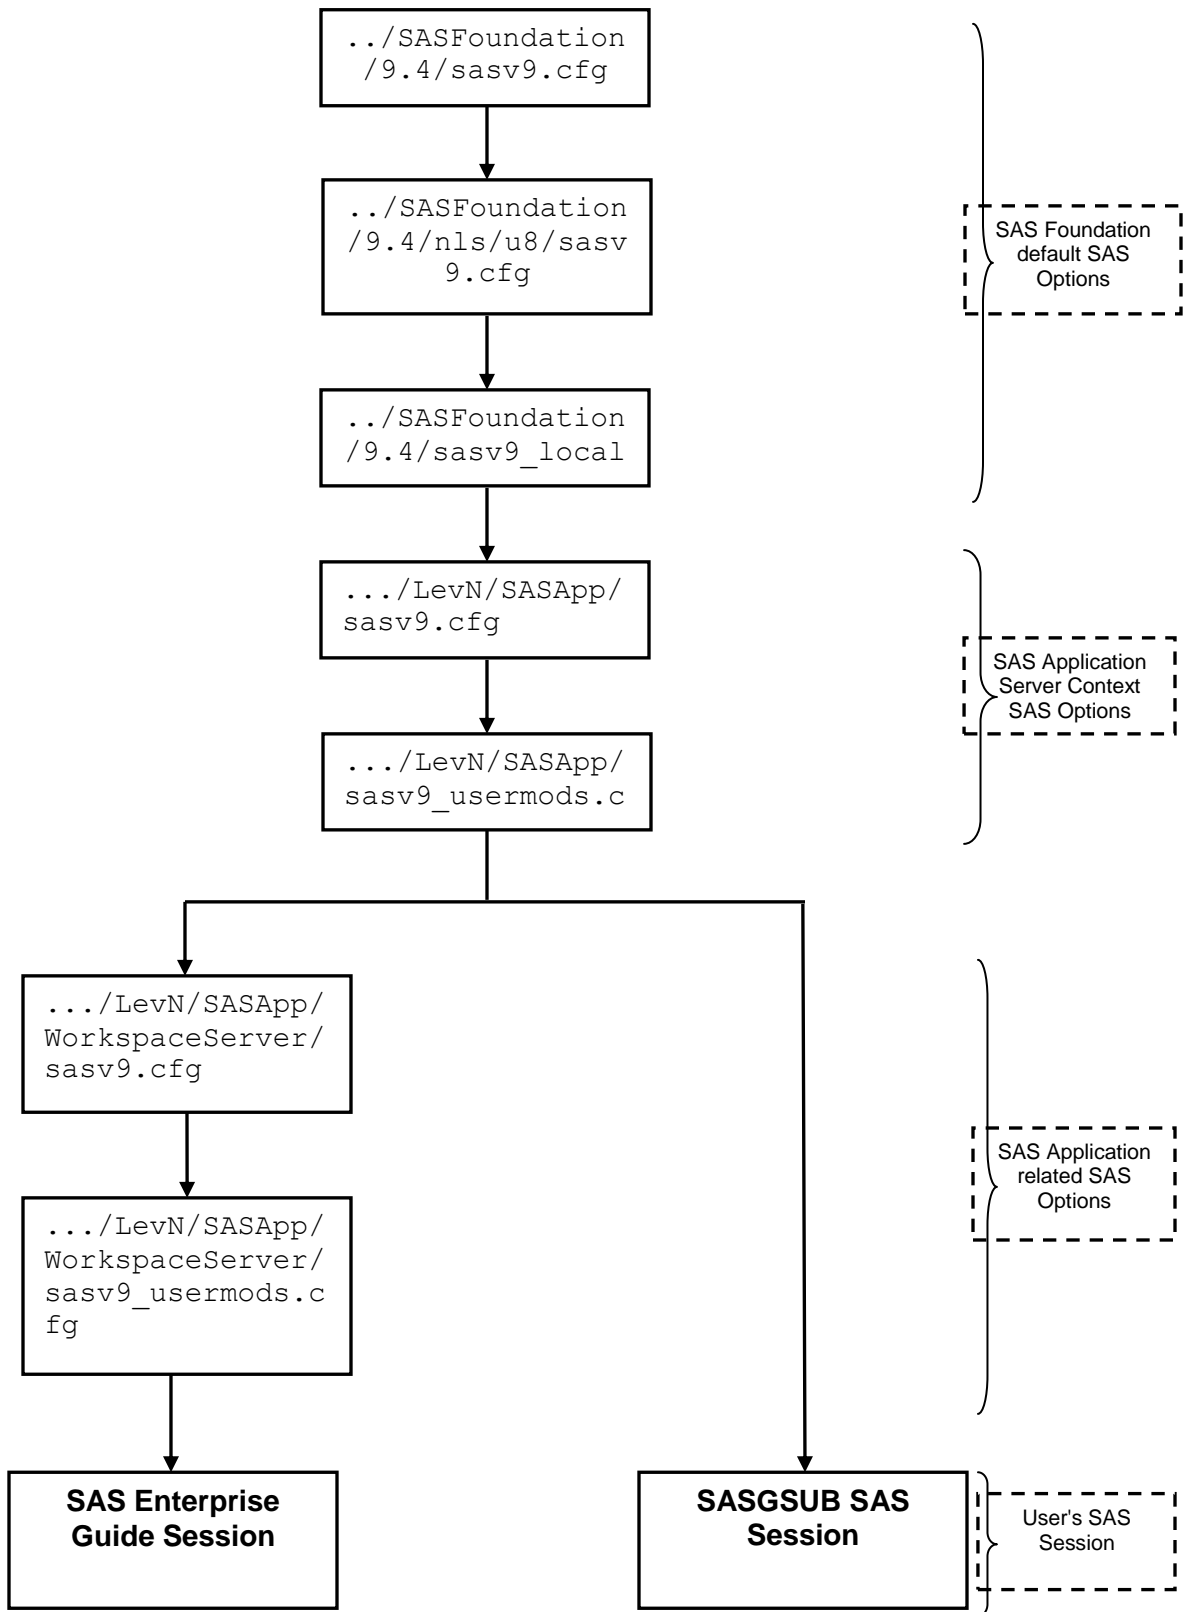 ../SASFoundation
/9.4/sasv9.cfg
../SASFoundation
/9.4/nls/u8/sasv
9.cfg
SAS Foundation
default SAS
Options
../SASFoundation
/9.4/sasv9_local
.../LevN/SASApp/
sasv9.cfg
SAS Application
Server Context
SAS Options
.../LevN/SASApp/
sasv9_usermods.c
.../LevN/SASApp/
WorkspaceServer/
sasv9.cfg
SAS Application
related SAS
Options
.../LevN/SASApp/
WorkspaceServer/
sasv9_usermods.c
fg
SAS Enterprise
Guide Session
SASGSUB SAS
Session
User's SAS
Session